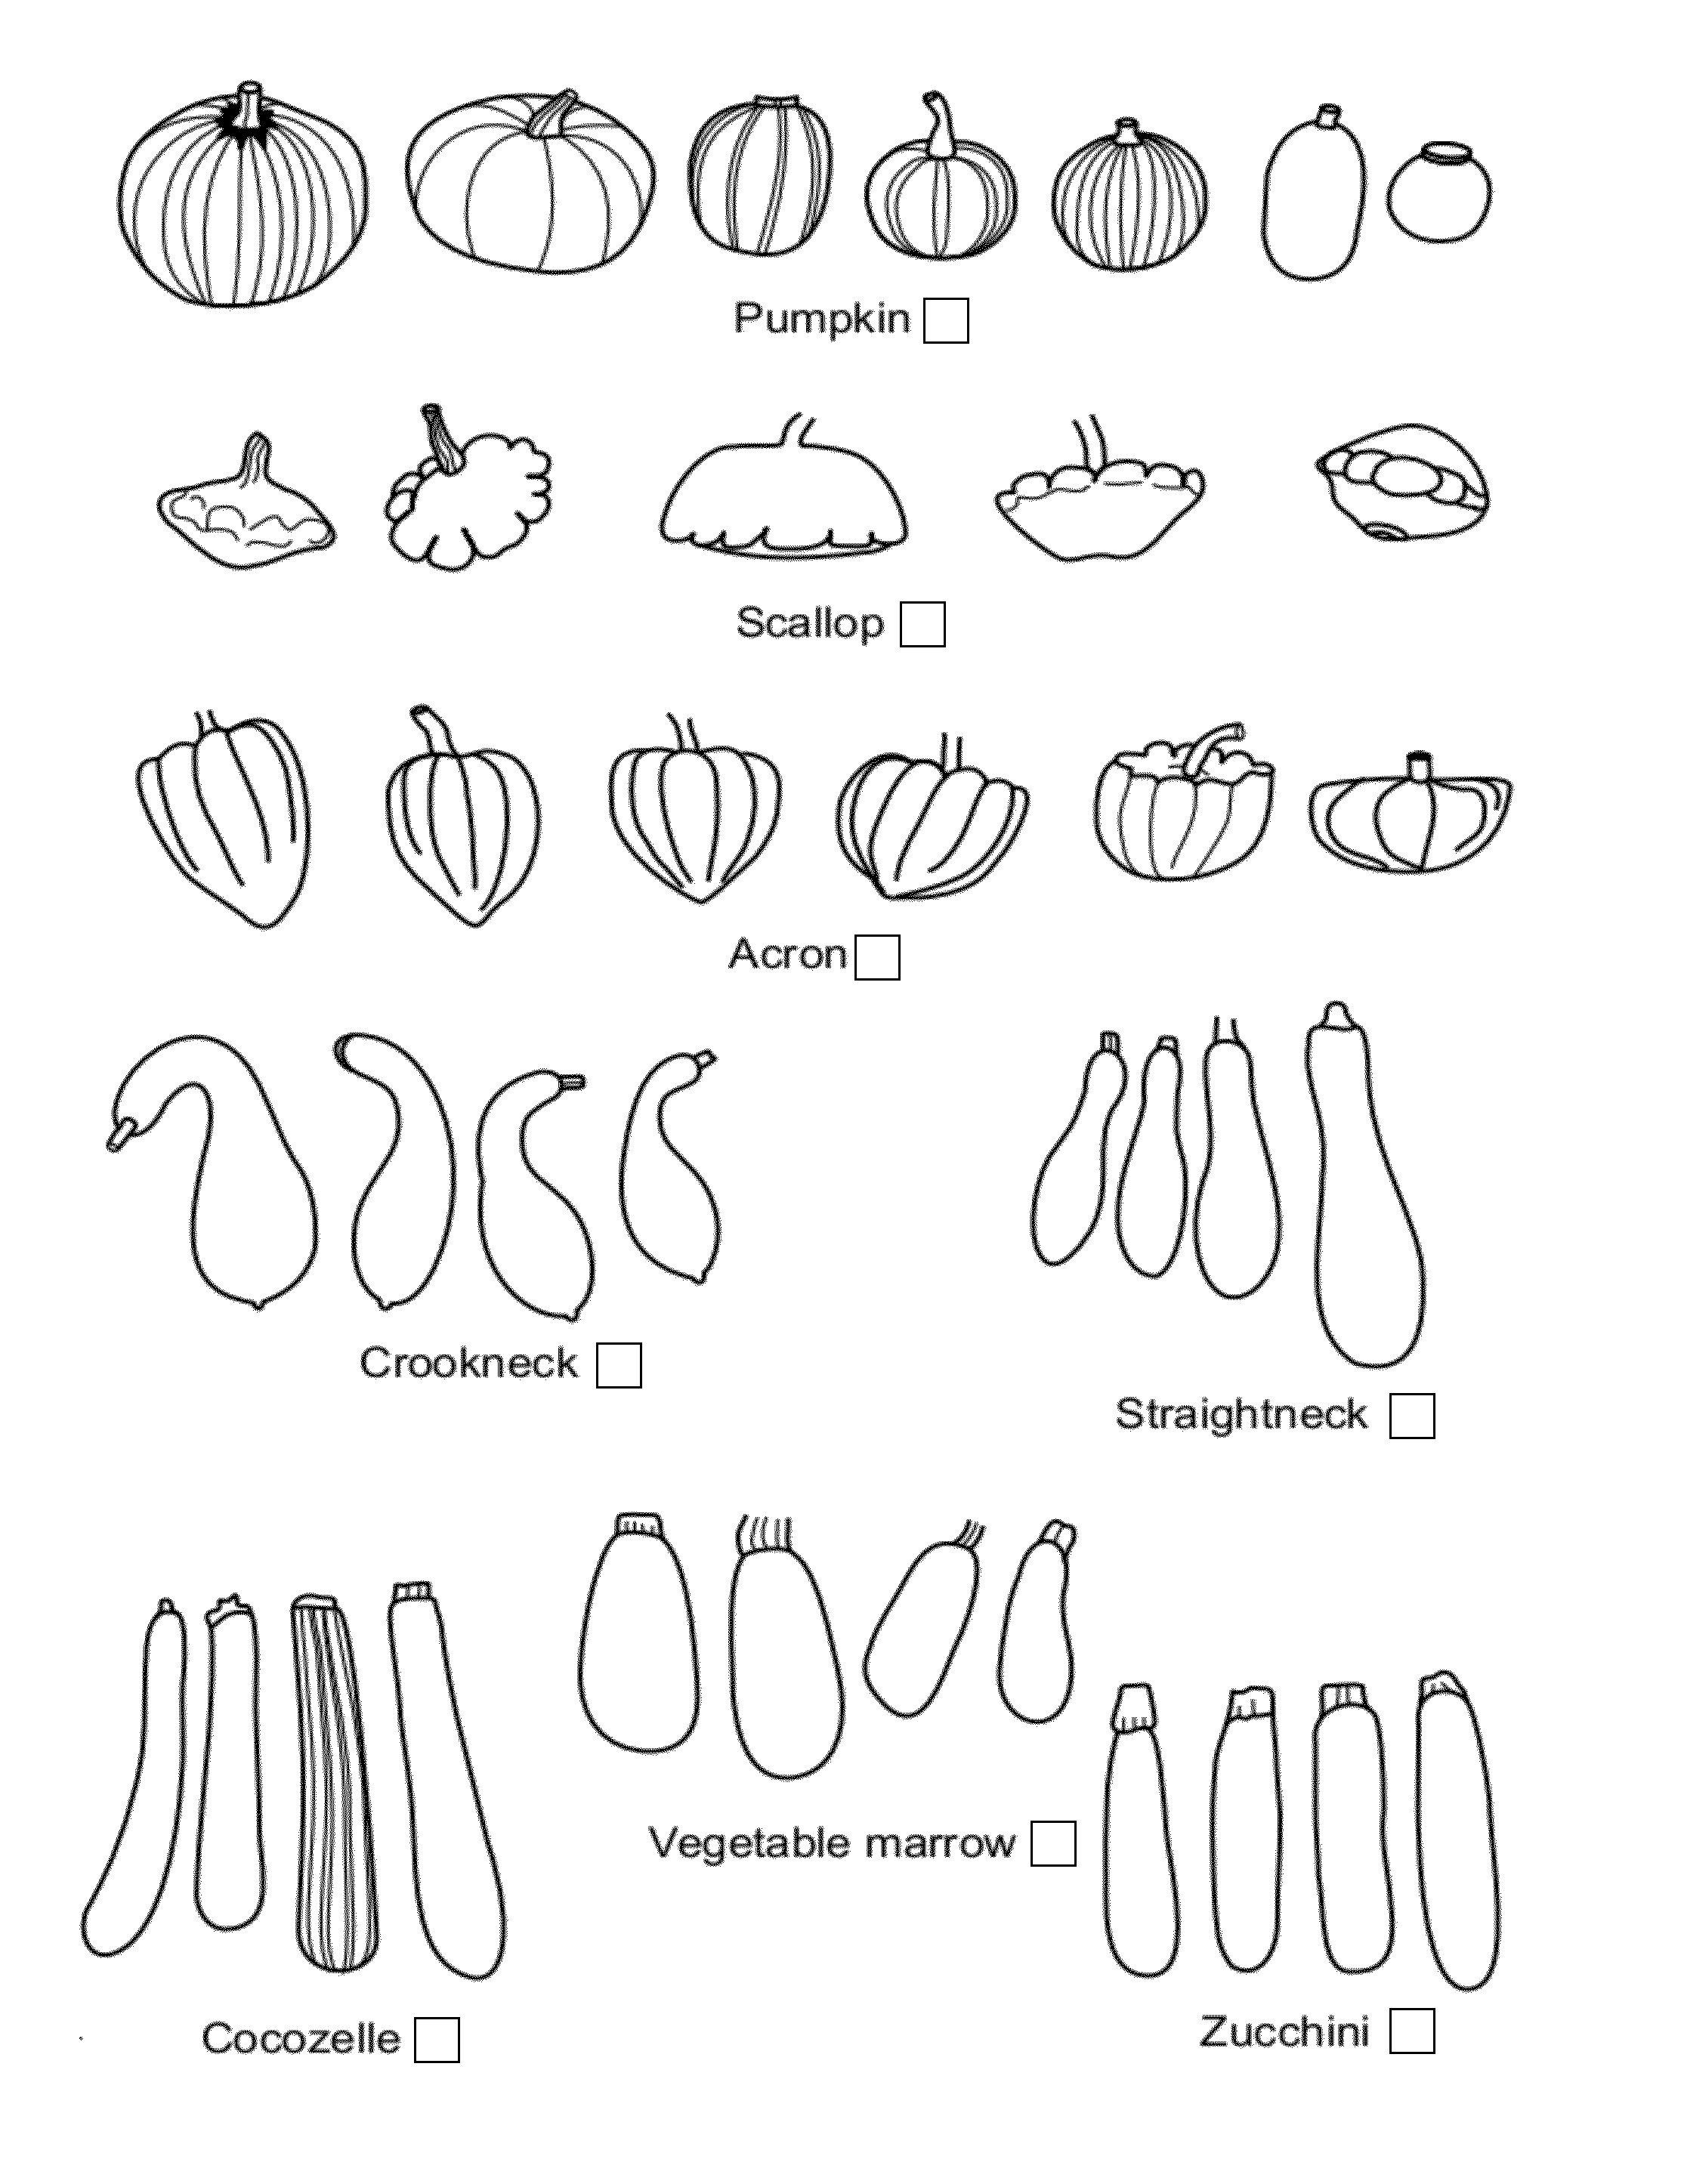 Pumpkin
Scallop
Acron
Crookneck
Straightneck
Vegetable marrow
Cocozelle
Zucchini